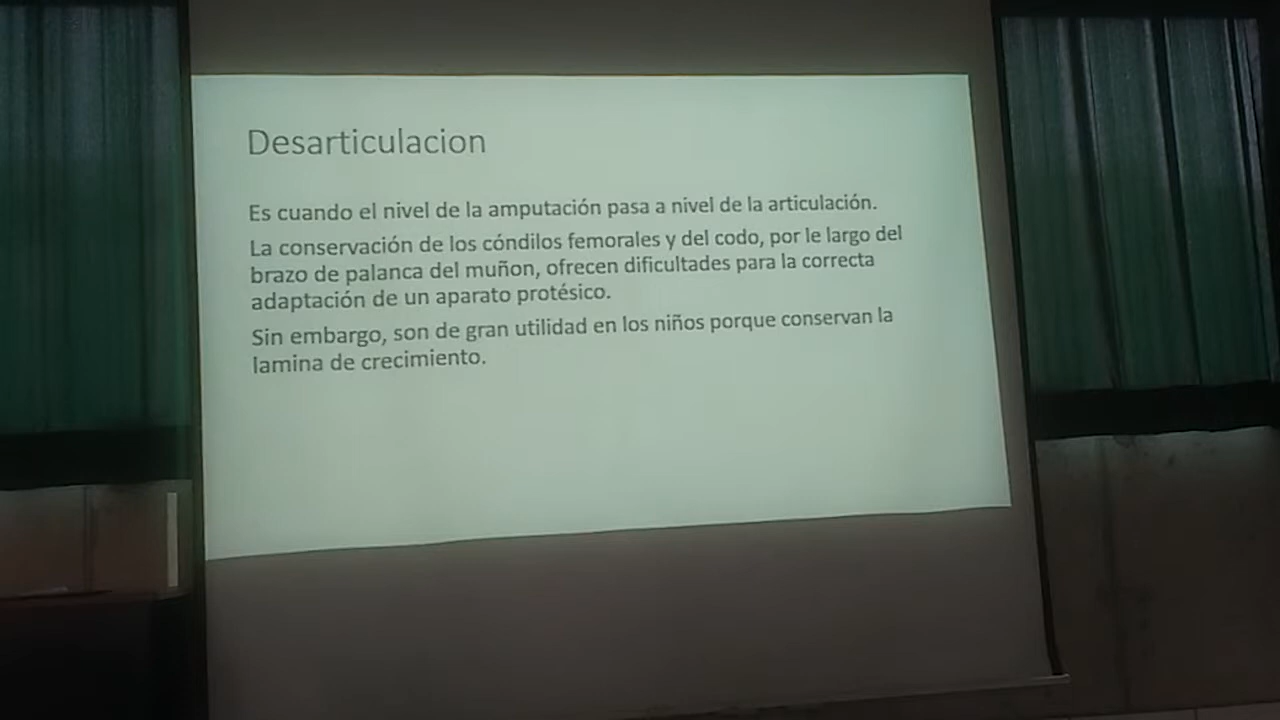 Desarticulacion
Es cuando el nivel de la amputación pasa a nivel de la articulación.
La conservación de los cóndilos femorales y del codo, por le largo del
brazo de palanca del muñon, ofrecen dificultades para la correcta
adaptación de un aparato protésico.
Sin embargo, son de gran utilidad en los niños porque conservan la
lamina de crecimiento.